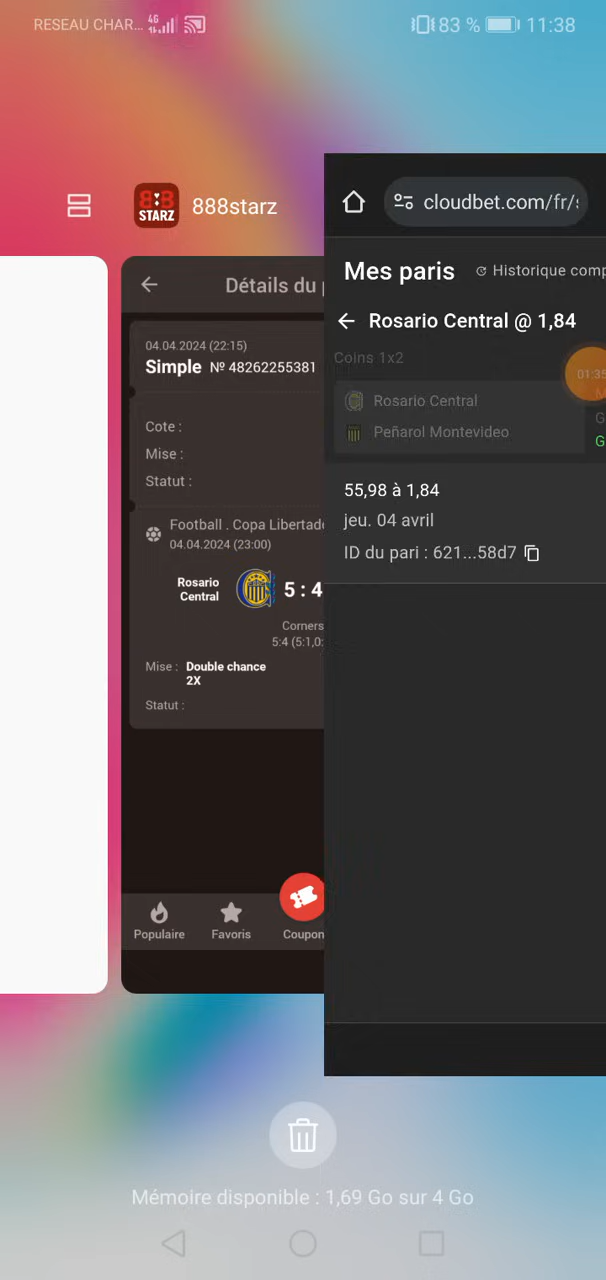 RESEAU CHAR... 4G 83 % 11:38
888starz
88
STARZ
cloudbet.com/fr/s
Mes paris
Historique comp
Rosario Central @ 1,84
Coins 1x2
01:35
Rosario Central
Peñarol Montevideo
G
G
55,98 à 1,84
jeu. 04 avril
ID du pari : 621...58d7
Détails du
04.04.2024 (22:15)
Simple Nº 48262255381
Cote :
Mise :
Statut :
Football . Copa Libertado
04.04.2024 (23:00)
Rosario
Central
5 : 4
Corners
5:4 (5:1,0:
Mise : Double chance
2X
Statut :
Populaire
Favoris
Coupon
Mémoire disponible : 1,69 Go sur 4 Go